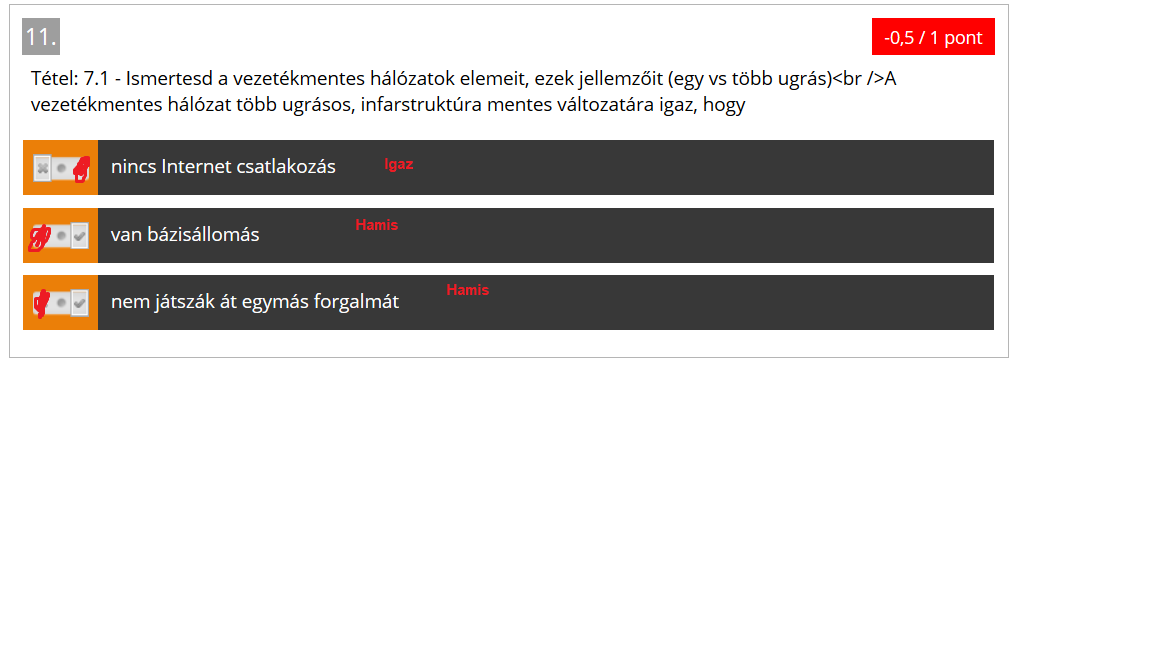 11.
-0,5 / 1 pont
Tétel: 7.1 - Ismertesd a vezetékmentes hálózatok elemeit, ezek jellemzőit (egy vs több ugrás)<br />A
vezetékmentes hálózat több ugrásos, infarstruktúra mentes változatára igaz, hogy
nincs Internet csatlakozás Igaz
van bázisállomás Hamis
nem játszák át egymás forgalmát Hamis